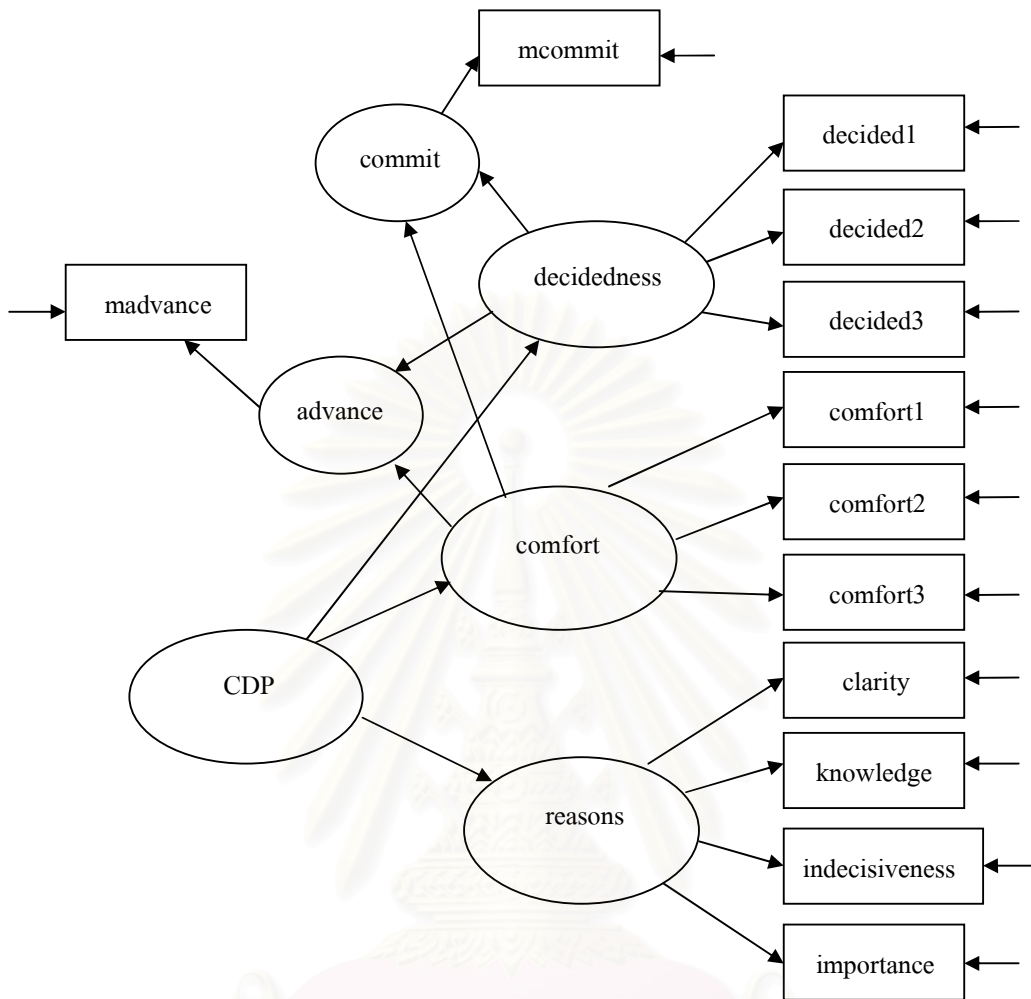 mcommit
commit
decided1
decided2
decidedness
madvance
decided3
advance
comfort1
comfort2
comfort
comfort3
CDP
clarity
knowledge
reasons
indecisiveness
importance